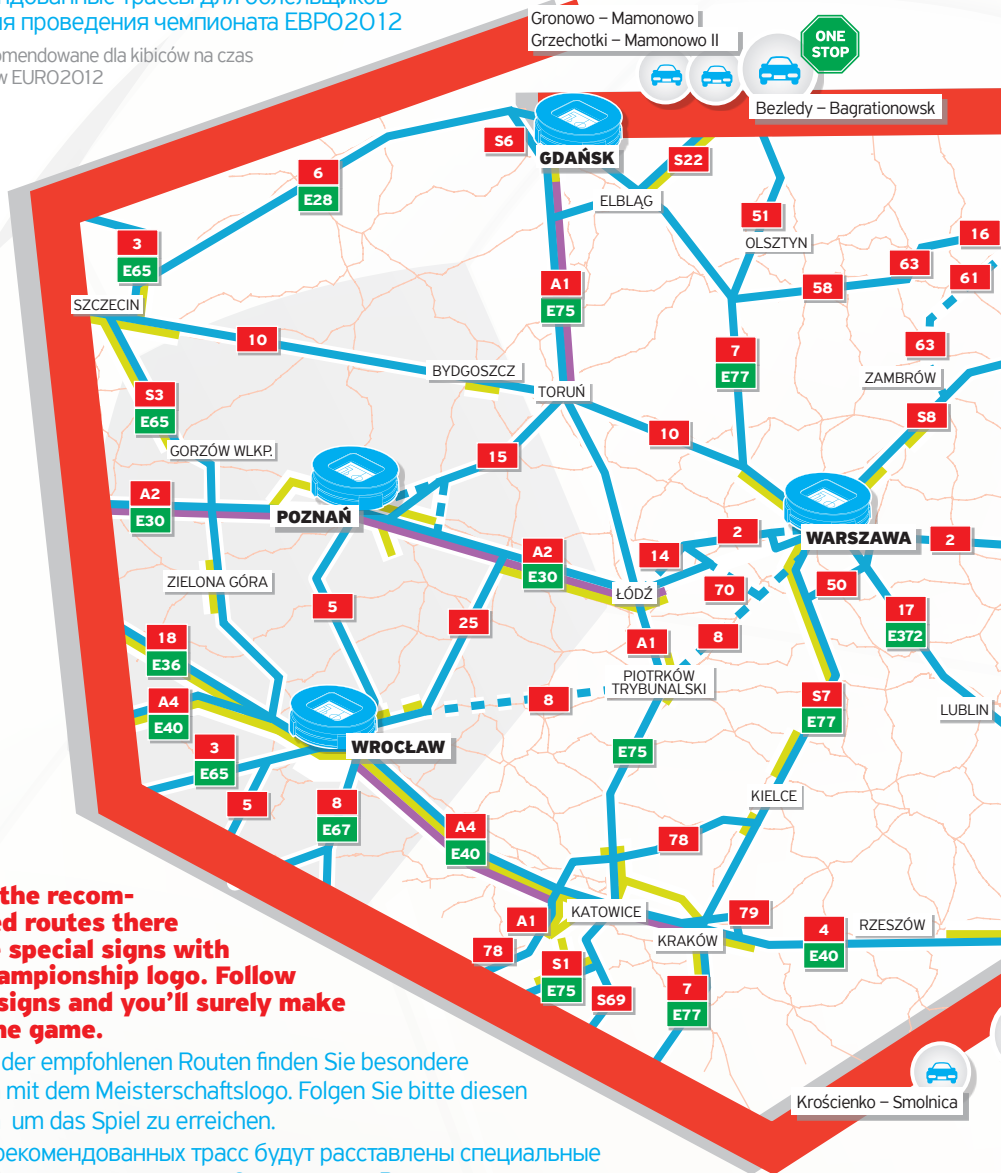 ндованные трассы для болельщиков
ия проведения чемпионата ЕВРО2012
omendowane dla kibiców na czas
w EURO2012
Gronowo – Mamonowo I
Grzechotki – Mamonowo II
ONE
STOP
Bezledy – Bagrationowsk
S6
GDAŃSK
S22
6
E28
ELBLĄG
51
OLSZTYN
16
3
E65
63
61
A1
E75
58
SZCZECIN
10
63
7
E77
BYDGOSZCZ
ZAMBRÓW
TORUŃ
S3
E65
S8
10
GORZÓW WLKP.
15
A2
E30
POZNAŃ
WARSZAWA
2
2
A2
E30
14
ZIELONA GÓRA
ŁÓDŹ
70
50
5
25
17
E372
18
E36
A1
8
PIOTRKÓW
TRYBUNALSKI
A4
E40
8
S7
E77
LUBLIN
WROCŁAW
3
E65
E75
5
8
E67
KIELCE
A4
E40
78
the recom-
ed routes there
e special signs with
ampionship logo. Follow
signs and you'll surely make
he game.
A1
KATOWICE
79
RZESZÓW
KRAKÓW
4
E40
78
S1
E75
S69
7
E77
der empfohlenen Routen finden Sie besondere
mit dem Meisterschaftslogo. Folgen Sie bitte diesen
um das Spiel zu erreichen.
Krościenko – Smolnica
рекомендованных трасс будут расставлены специальные